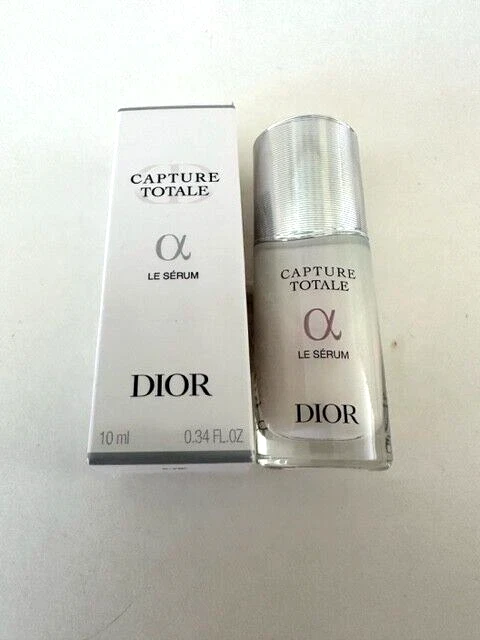 CAPTURE
TOTALE
α
LE SÉRUM
DIOR
10 ml 0.34 FL.OZ
CAPTURE
TOTALE
α
LE SÉRUM
DIOR